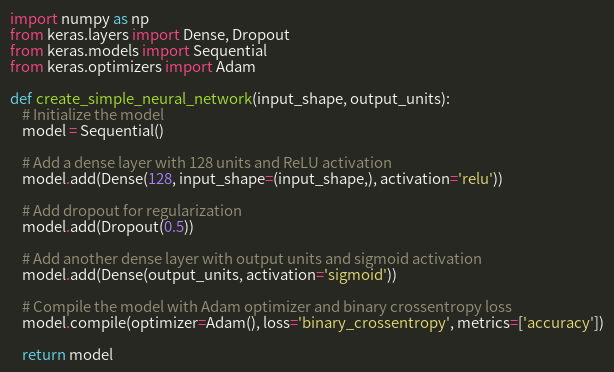 import numpy as np
from keras.layers import Dense, Dropout
from keras.models import Sequential
from keras.optimizers import Adam

def create_simple_neural_network(input_shape, output_units):
    # Initialize the model
    model = Sequential()

    # Add a dense layer with 128 units and ReLU activation
    model.add(Dense(128, input_shape=(input_shape,), activation='relu'))

    # Add dropout for regularization
    model.add(Dropout(0.5))

    # Add another dense layer with output units and sigmoid activation
    model.add(Dense(output_units, activation='sigmoid'))

    # Compile the model with Adam optimizer and binary crossentropy loss
    model.compile(optimizer=Adam(), loss='binary_crossentropy', metrics=['accuracy'])

    return model